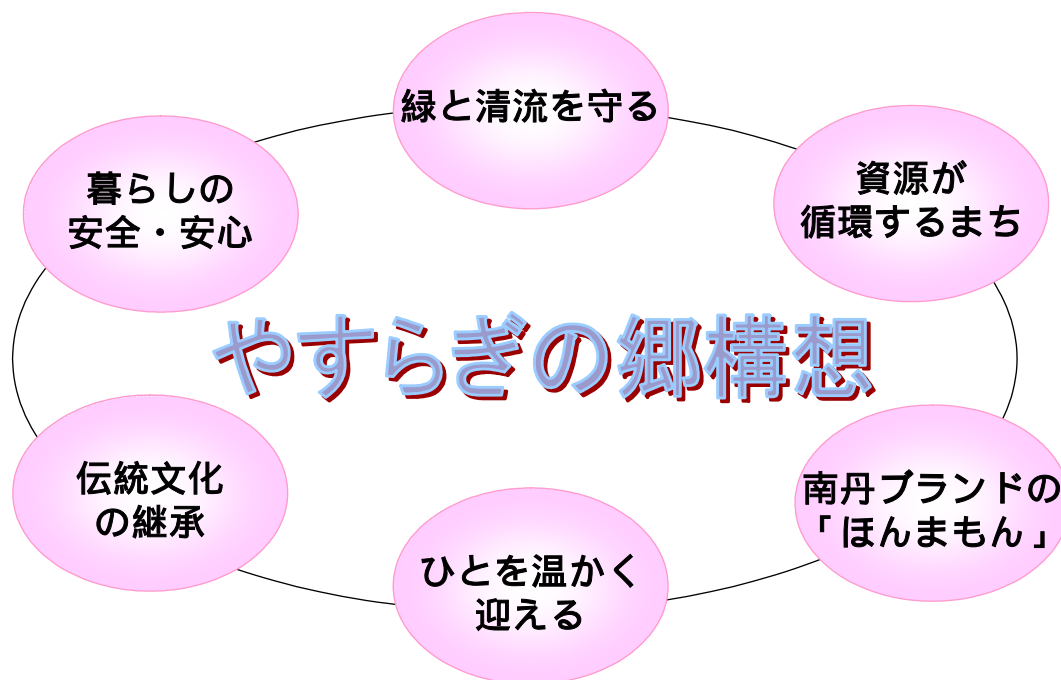 緑と清流を守る
資源が
循環するまち
南丹ブランドの
「ほんまもん」
ひとを温かく
迎える
伝統文化
の継承
暮らしの
安全・安心
やすらぎの郷構想